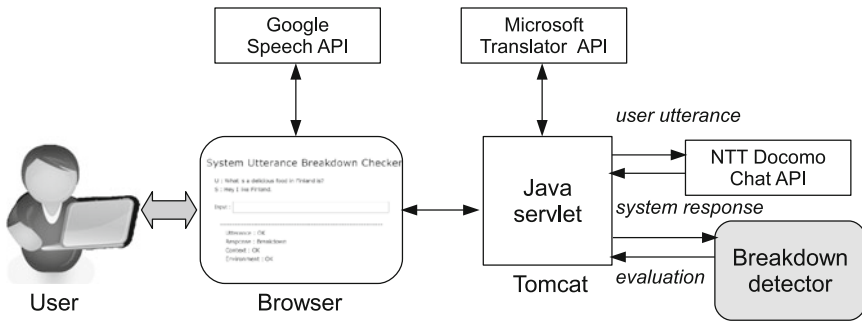 Google
Speech API
Microsoft
Translator API
user utterance
System Utterance Breakdown Checker
U : What is a delicious food in Finland is?
S : Hey I like Finland.
Input :
Utterance : OK
Response : Breakdown
Context : OK
Environment : OK
Java
servlet
NTT Docomo
Chat API
system response
Breakdown
detector
evaluation
User
Browser
Tomcat